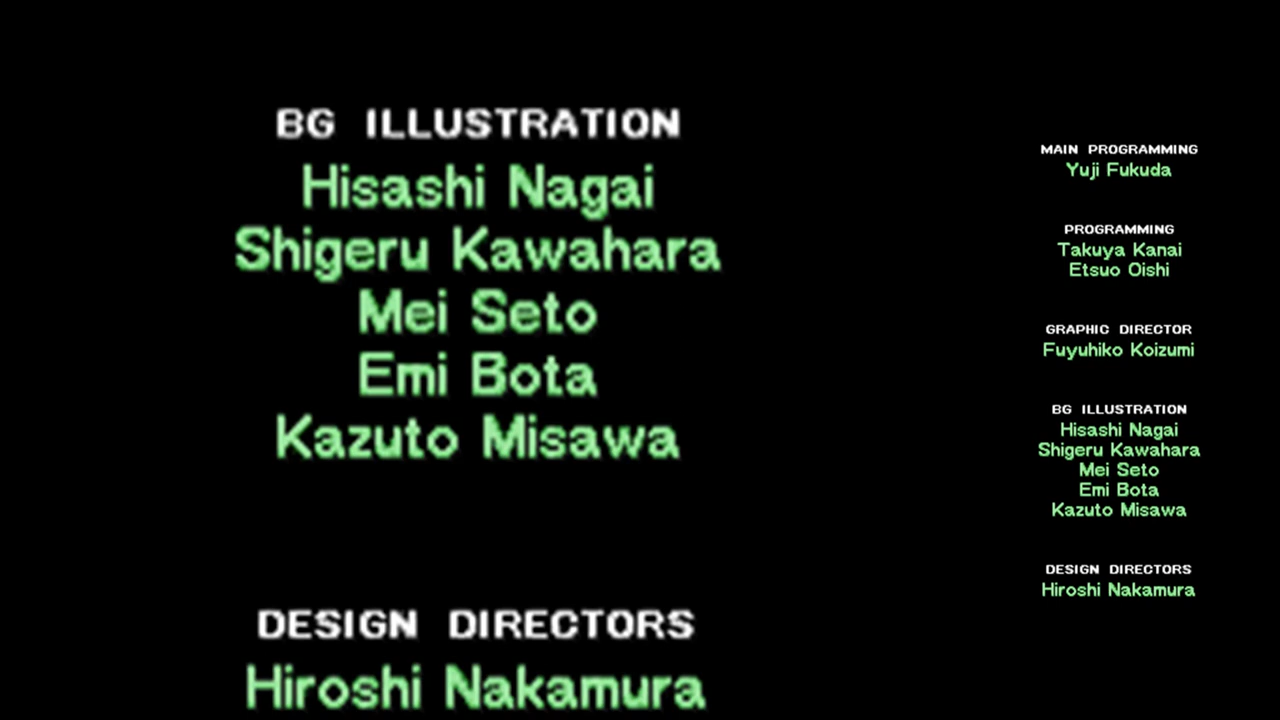 BG ILLUSTRATION
Hisashi Nagai
Shigeru Kawahara
Mei Seto
Emi Bota
Kazuto Misawa
DESIGN DIRECTORS
Hiroshi Nakamura
MAIN PROGRAMMING
Yuji Fukuda
PROGRAMMING
Takuya Kanai
Etsuo Oishi
GRAPHIC DIRECTOR
Fuyuhiko Koizumi
BG ILLUSTRATION
Hisashi Nagai
Shigeru Kawahara
Mei Seto
Emi Bota
Kazuto Misawa
DESIGN DIRECTORS
Hiroshi Nakamura